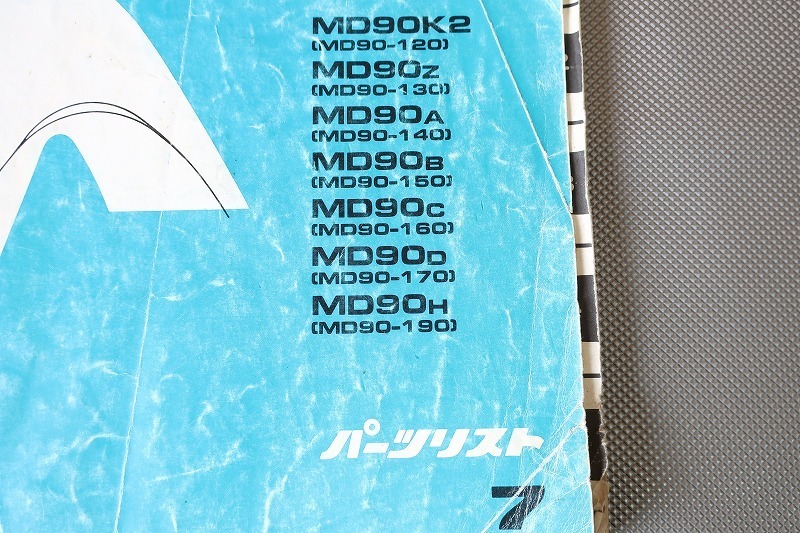 MD90K2
(MD90-120)
MD90Z
(MD90-130)
MD90A
(MD90-140)
MD90B
(MD90-150)
MD90C
(MD90-160)
MD90D
(MD90-170)
MD90H
(MD90-190)
パーツリスト
7